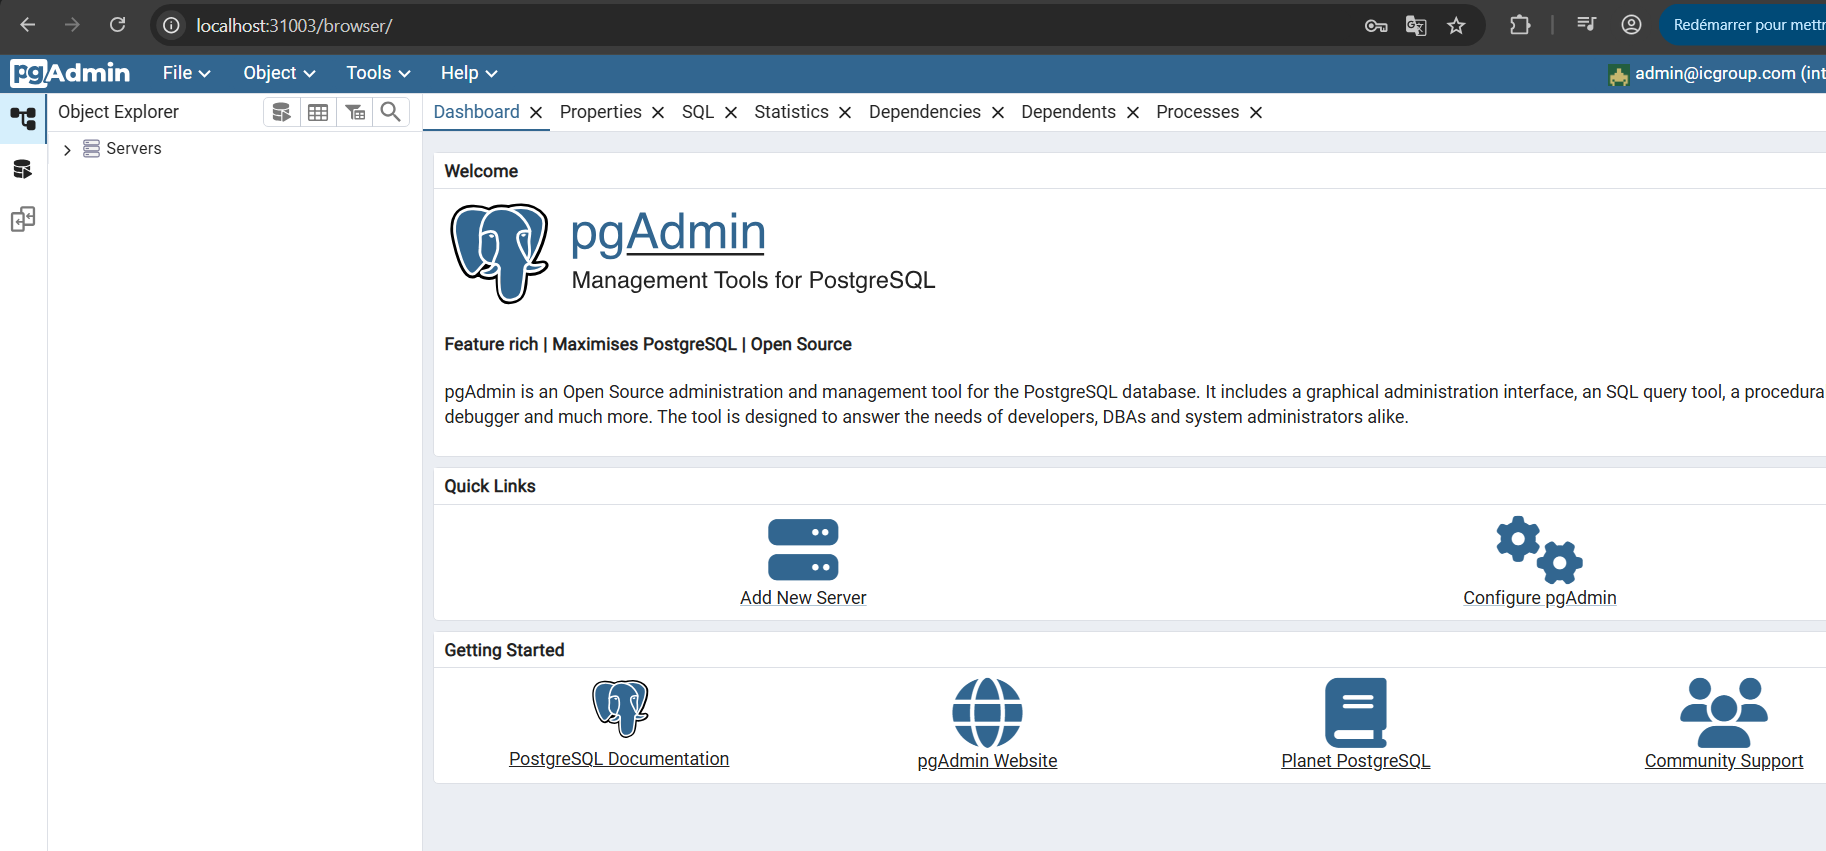 localhost:31003/browser/
Redémarrer pour mettr
pgAdmin File Object Tools Help admin@icgroup.com (int
Object Explorer
Dashboard Properties SQL Statistics Dependencies Dependents Processes
Servers
Welcome
pgAdmin
Management Tools for PostgreSQL
Feature rich | Maximises PostgreSQL | Open Source
pgAdmin is an Open Source administration and management tool for the PostgreSQL database. It includes a graphical administration interface, an SQL query tool, a procedura
debugger and much more. The tool is designed to answer the needs of developers, DBAs and system administrators alike.
Quick Links
Add New Server
Configure pgAdmin
Getting Started
PostgreSQL Documentation
pgAdmin Website
Planet PostgreSQL
Community Support